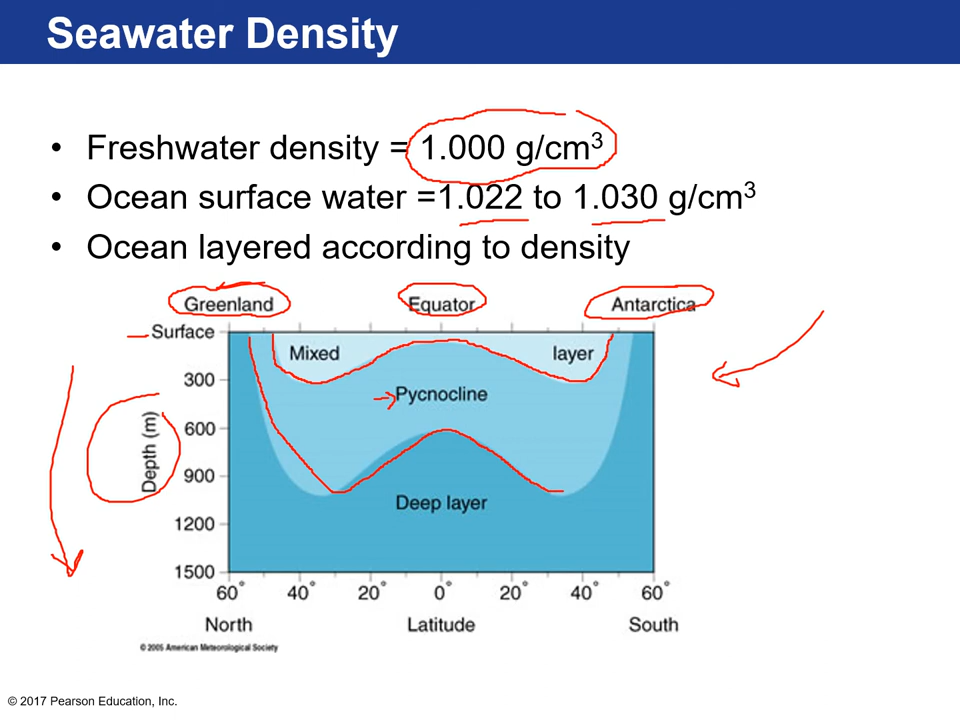 Seawater Density
• Freshwater density = 1.000 g/cm³
• Ocean surface water =1.022 to 1.030 g/cm³
• Ocean layered according to density
Greenland Equator Antarctica
Surface
Mixed layer
300
Pycnocline
600
Depth (m)
900
Deep layer
1200
1500
60° 40° 20° 0° 20° 40° 60°
North Latitude South
© 2005 American Meteorological Society
© 2017 Pearson Education, Inc.